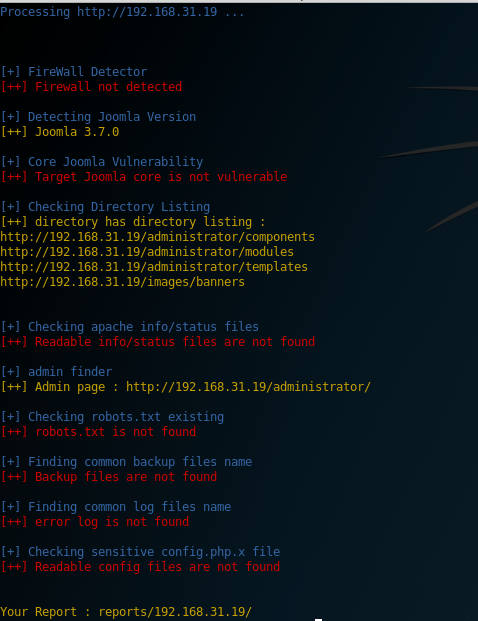 Processing http://192.168.31.19 ...
[+] FireWall Detector
[++] Firewall not detected
[+] Detecting Joomla Version
[++] Joomla 3.7.0
[+] Core Joomla Vulnerability
[++] Target Joomla core is not vulnerable
[+] Checking Directory Listing
[++] directory has directory listing :
http://192.168.31.19/administrator/components
http://192.168.31.19/administrator/modules
http://192.168.31.19/administrator/templates
http://192.168.31.19/images/banners
[+] Checking apache info/status files
[++] Readable info/status files are not found
[+] admin finder
[++] Admin page : http://192.168.31.19/administrator/
[+] Checking robots.txt existing
[++] robots.txt is not found
[+] Finding common backup files name
[++] Backup files are not found
[+] Finding common log files name
[++] error log is not found
[+] Checking sensitive config.php.x file
[++] Readable config files are not found
Your Report : reports/192.168.31.19/